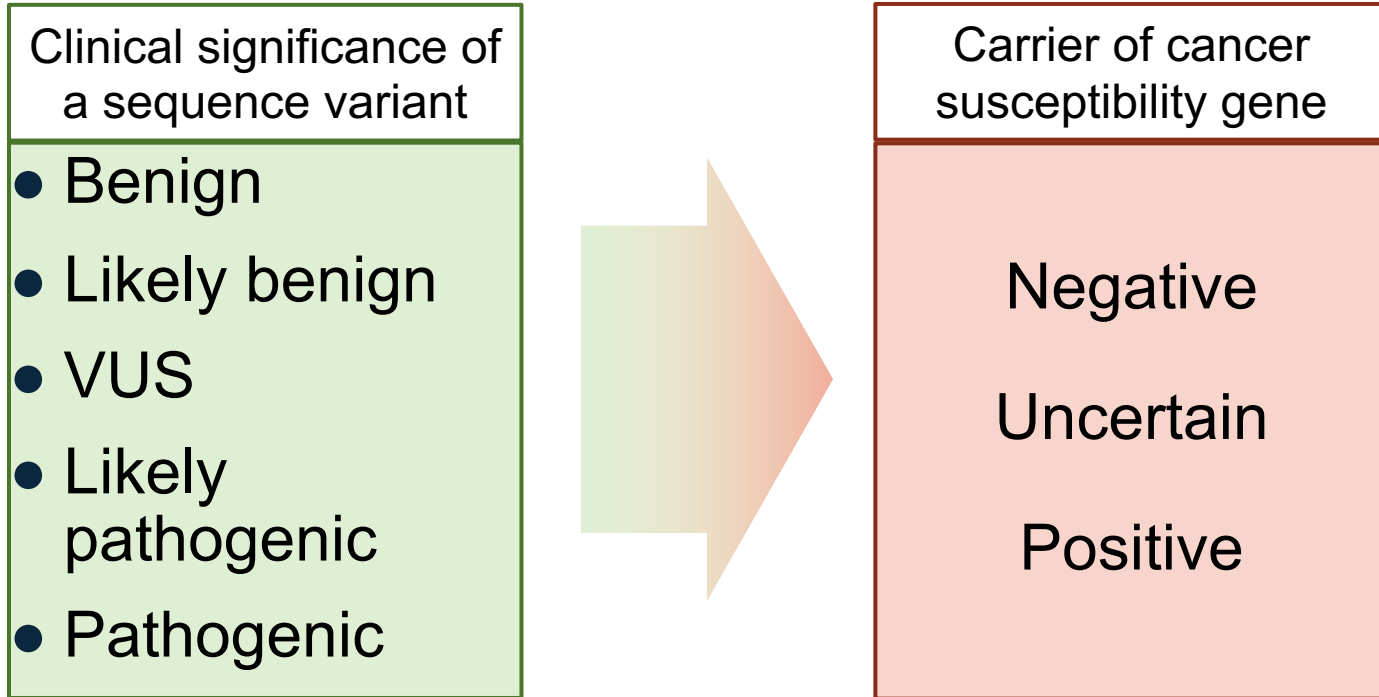 Clinical significance of
a sequence variant
• Benign
• Likely benign
• VUS
• Likely
pathogenic
• Pathogenic
Carrier of cancer
susceptibility gene
Negative
Uncertain
Positive